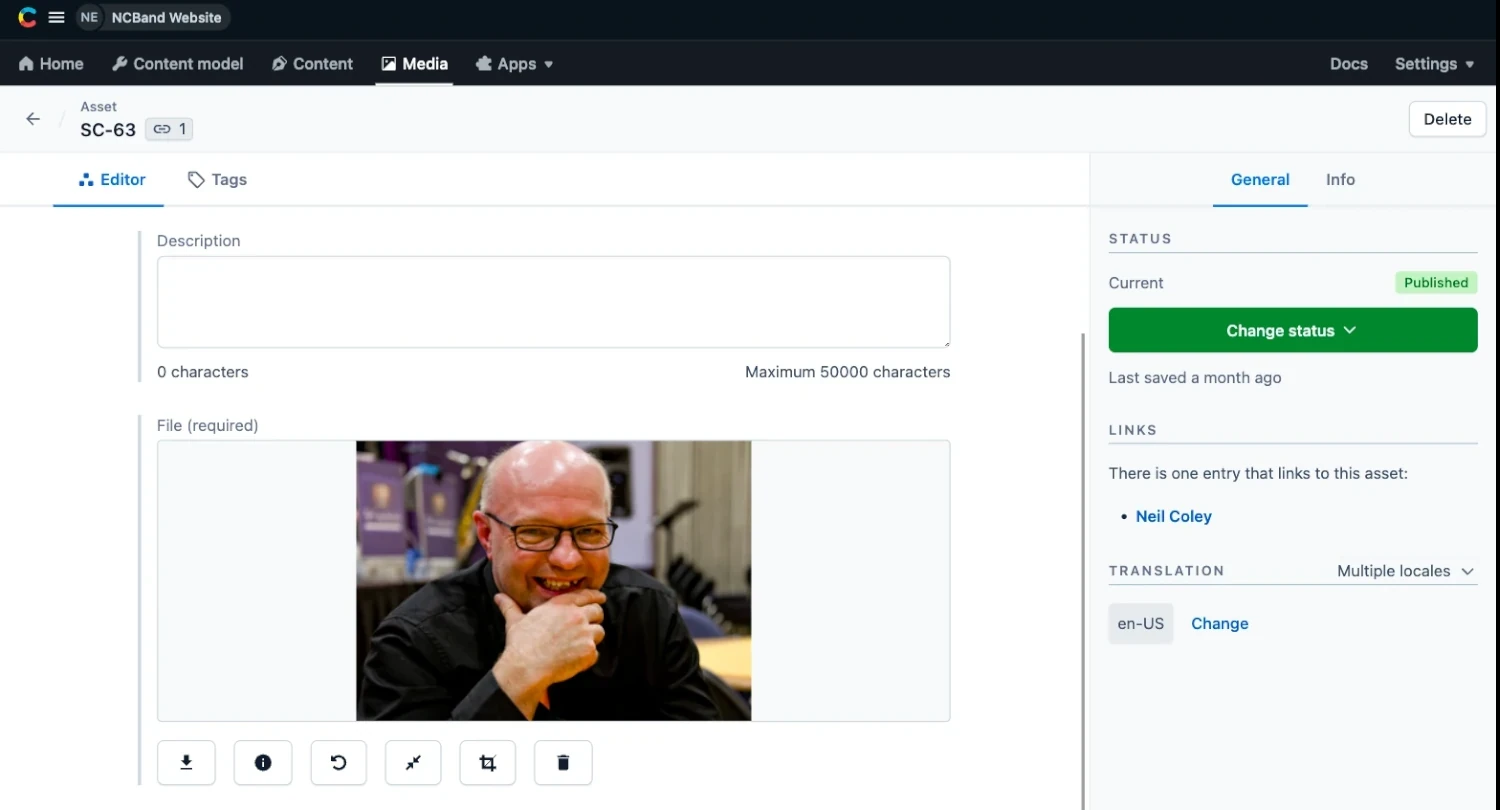 NE NCBand Website
Home Content model Content Media Apps Docs Settings
Asset
SC-63 1
Delete
Editor Tags
General Info
Description
0 characters Maximum 50000 characters
File (required)
STATUS
Current Published
Change status
Last saved a month ago
LINKS
There is one entry that links to this asset:
• Neil Coley
TRANSLATION Multiple locales
en-US Change